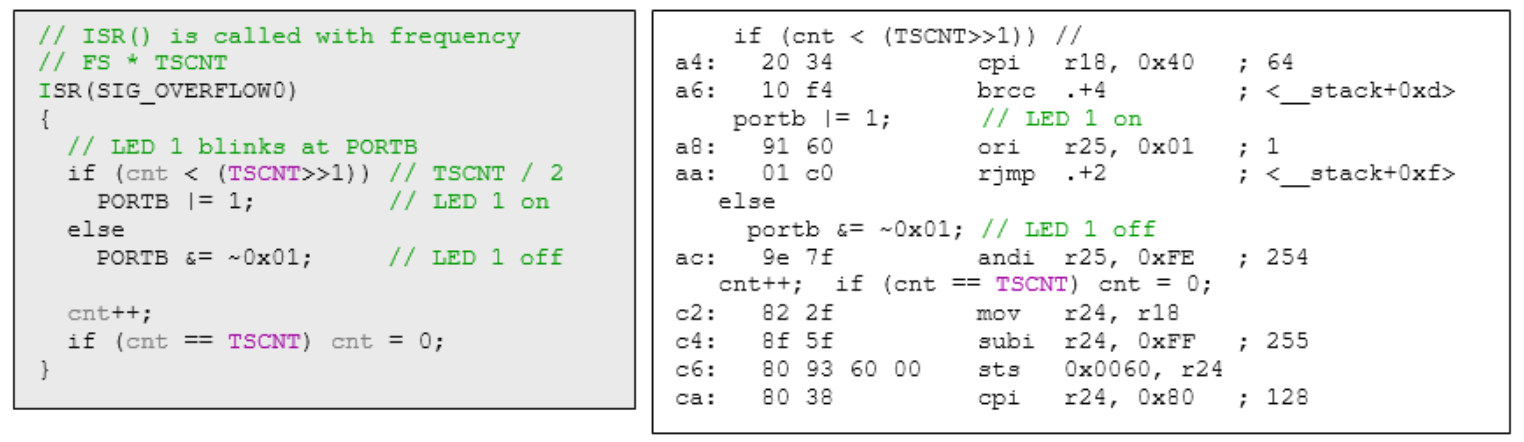 // ISR() is called with frequency
// FS * TSCNT
ISR(SIG_OVERFLOW0)
{
// LED 1 blinks at PORTB
if (cnt < (TSCNT>>1)) // TSCNT / 2
PORTB |= 1; // LED 1 on
else
PORTB &= ~0x01; // LED 1 off
cnt++;
if (cnt == TSCNT) cnt = 0;
}
if (cnt < (TSCNT>>1)) //
a4: 20 34 cpi r18, 0x40 ; 64
a6: 10 f4 brcc .+4 ; <__stack+0xd>
portb |= 1; // LED 1 on
a8: 91 60 ori r25, 0x01 ; 1
aa: 01 c0 rjmp .+2 ; <__stack+0xf>
else
portb &= ~0x01; // LED 1 off
ac: 9e 7f andi r25, 0xFE ; 254
cnt++; if (cnt == TSCNT) cnt = 0;
c2: 82 2f mov r24, r18
c4: 8f 5f subi r24, 0xFF ; 255
c6: 80 93 60 00 sts 0x0060, r24
ca: 80 38 cpi r24, 0x80 ; 128